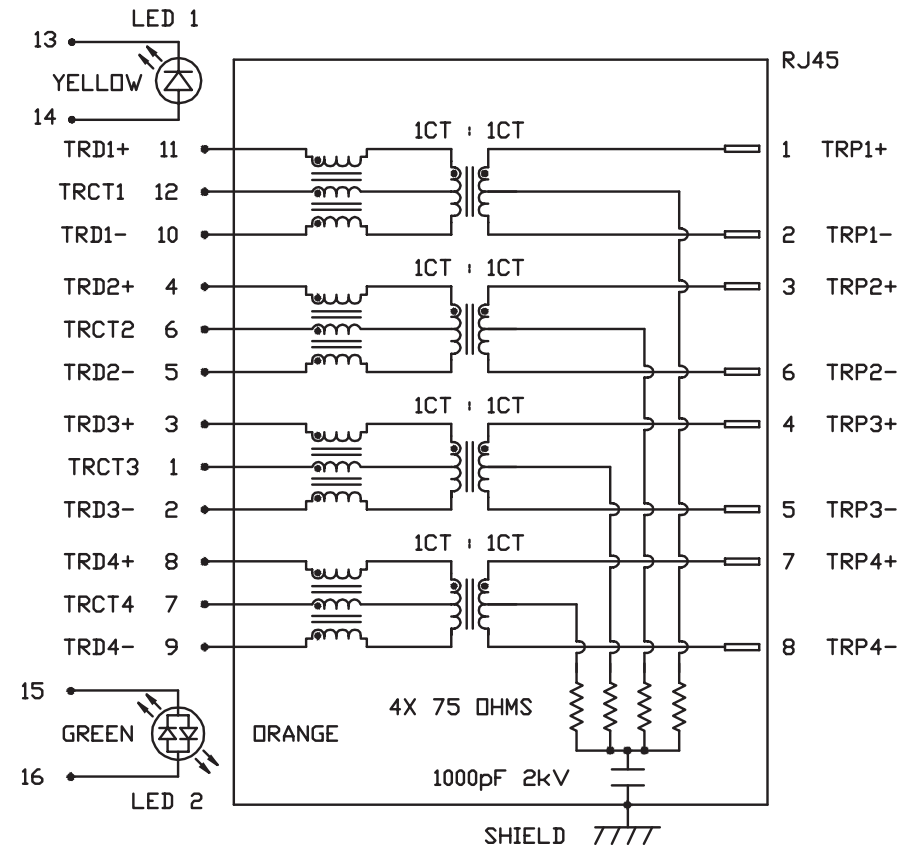 LED 1
13
YELLOW
14
RJ45
1CT : 1CT
TRD1+ 11
1 TRP1+
TRCT1 12
TRD1- 10
2 TRP1-
1CT : 1CT
TRD2+ 4
3 TRP2+
TRCT2 6
TRD2- 5
6 TRP2-
1CT : 1CT
TRD3+ 3
4 TRP3+
TRCT3 1
TRD3- 2
5 TRP3-
1CT : 1CT
TRD4+ 8
7 TRP4+
TRCT4 7
TRD4- 9
8 TRP4-
15
4X 75 OHMS
GREEN
ORANGE
16
1000pF 2kV
LED 2
SHIELD